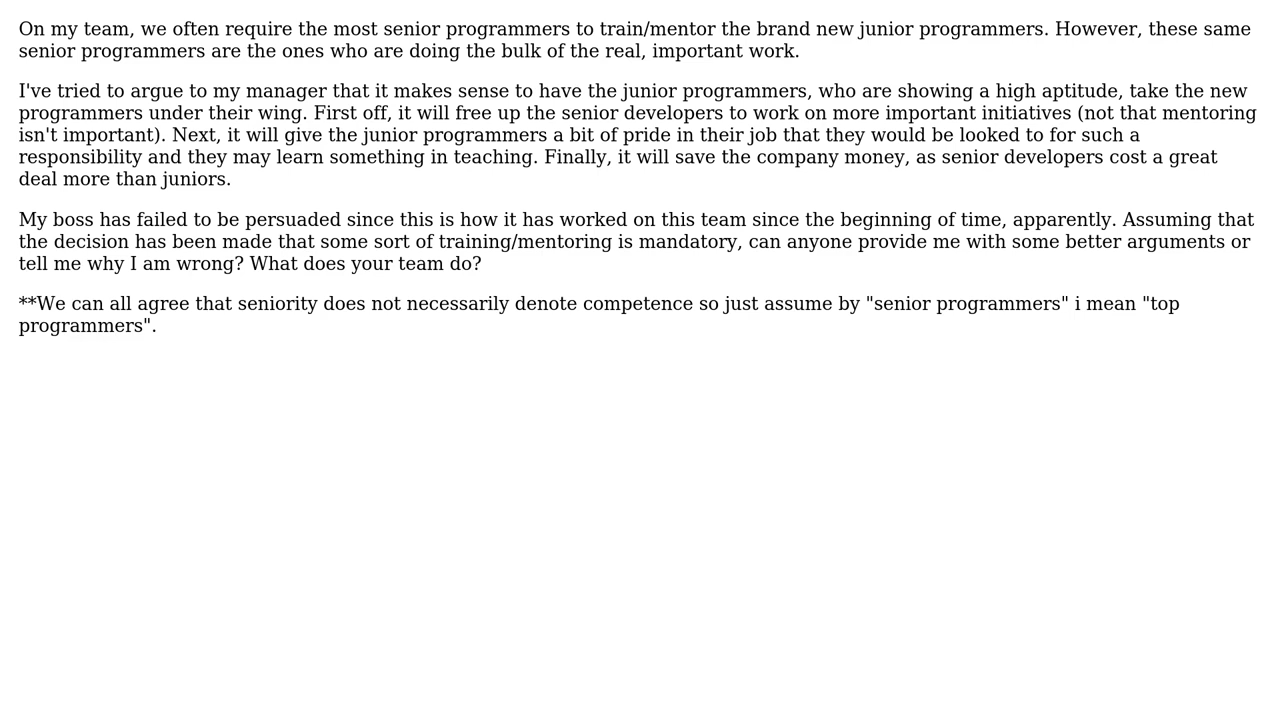 On my team, we often require the most senior programmers to train/mentor the brand new junior programmers. However, these same
senior programmers are the ones who are doing the bulk of the real, important work.
I've tried to argue to my manager that it makes sense to have the junior programmers, who are showing a high aptitude, take the new
programmers under their wing. First off, it will free up the senior developers to work on more important initiatives (not that mentoring
isn't important). Next, it will give the junior programmers a bit of pride in their job that they would be looked to for such a
responsibility and they may learn something in teaching. Finally, it will save the company money, as senior developers cost a great
deal more than juniors.
My boss has failed to be persuaded since this is how it has worked on this team since the beginning of time, apparently. Assuming that
the decision has been made that some sort of training/mentoring is mandatory, can anyone provide me with some better arguments or
tell me why I am wrong? What does your team do?
**We can all agree that seniority does not necessarily denote competence so just assume by "senior programmers" i mean "top
programmers".